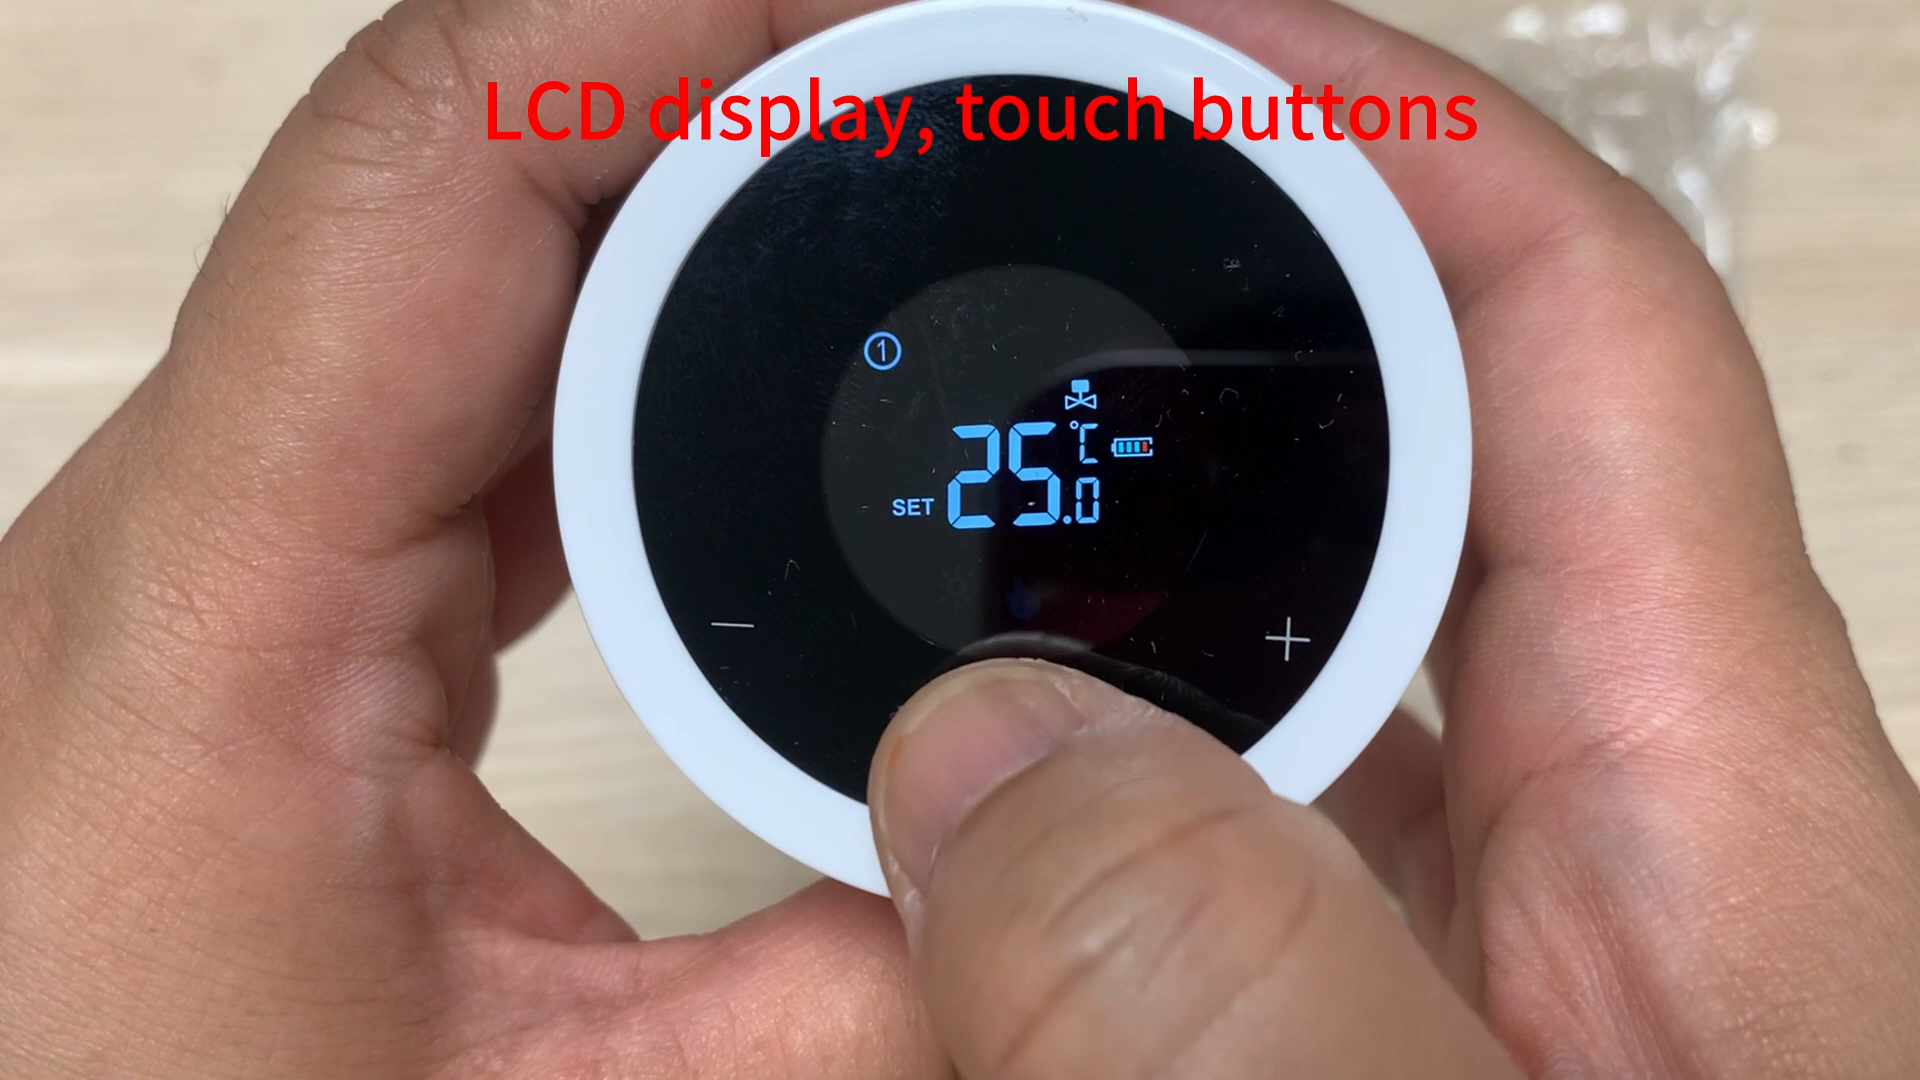 LCD display, touch buttons
①
25.0 ℃
SET
− +